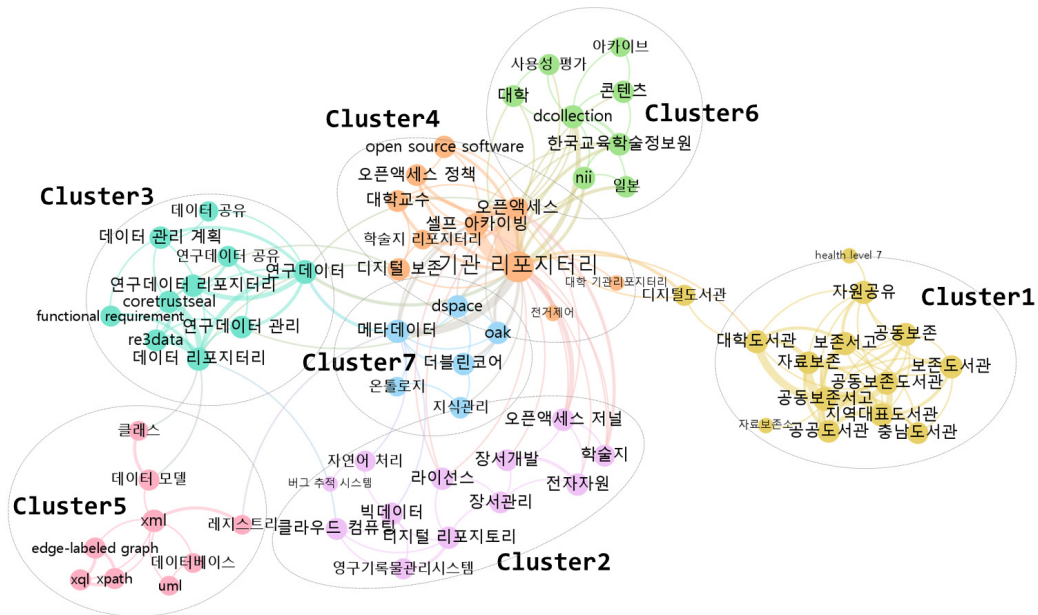 아카이브
사용성 평가
대학
콘텐츠
dcollection
Cluster6
한국교육학술정보원
nii
일본
Cluster4
open source software
오픈액세스 정책
대학교수
오픈액세스
셀프 아카이빙
학술지 리포지터리
디지털 보존
기관 리포지터리
대학 기관리포지터리
전거제어
Cluster3
데이터 공유
데이터 관리 계획
연구데이터 공유
연구데이터
연구데이터 리포지터리
coretrustseal
functional requirement
연구데이터 관리
re3data
데이터 리포지터리
dspace
메타데이터
oak
Cluster7
더블린코어
온톨로지
지식관리
health level 7
디지털도서관
자원공유
Cluster1
대학도서관
보존서고
공동보존
자료보존
보존도서관
공동보존도서관
공동보존서고
지역대표도서관
자료보존소
공공도서관
충남도서관
클래스
데이터 모델
Cluster5
xml
레지스트리
edge-labeled graph
데이터베이스
xql
xpath
uml
오픈액세스 저널
자연어 처리
장서개발
학술지
버그 추적 시스템
라이선스
전자자원
장서관리
빅데이터
클라우드 컴퓨팅
디지털 리포지토리
Cluster2
영구기록물관리시스템